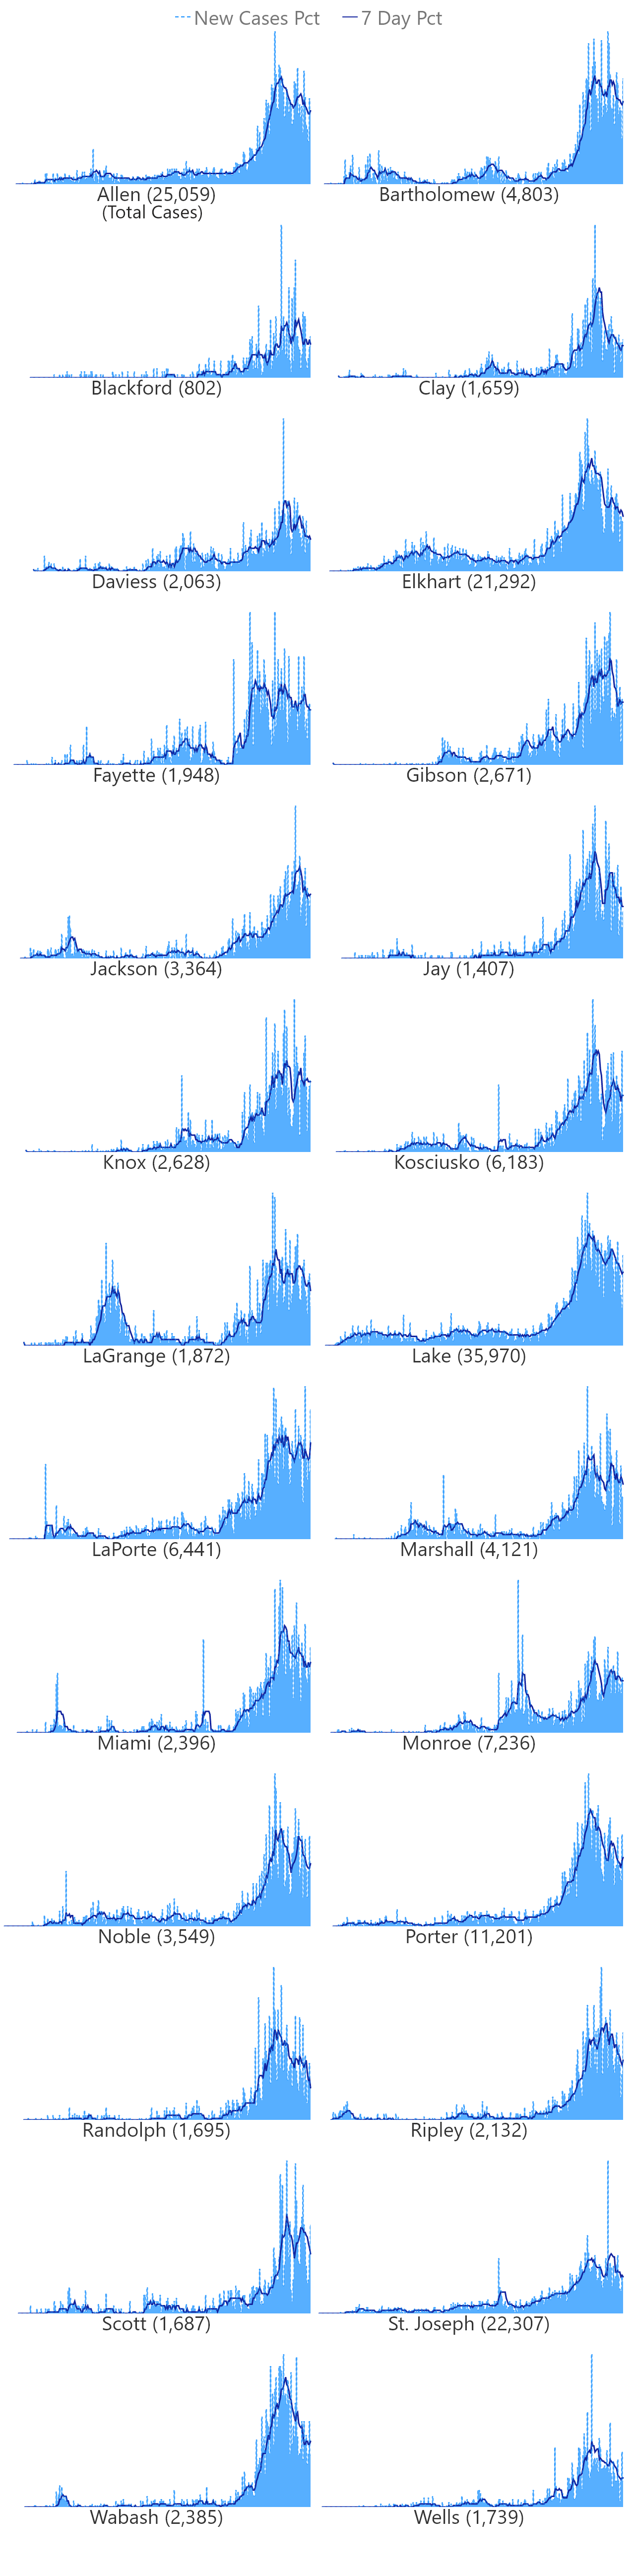 New Cases Pct 7 Day Pct
Allen (25,059) Bartholomew (4,803)
(Total Cases)
Blackford (802) Clay (1,659)
Daviess (2,063) Elkhart (21,292)
Fayette (1,948) Gibson (2,671)
Jackson (3,364) Jay (1,407)
Knox (2,628) Kosciusko (6,183)
LaGrange (1,872) Lake (35,970)
LaPorte (6,441) Marshall (4,121)
Miami (2,396) Monroe (7,236)
Noble (3,549) Porter (11,201)
Randolph (1,695) Ripley (2,132)
Scott (1,687) St. Joseph (22,307)
Wabash (2,385) Wells (1,739)